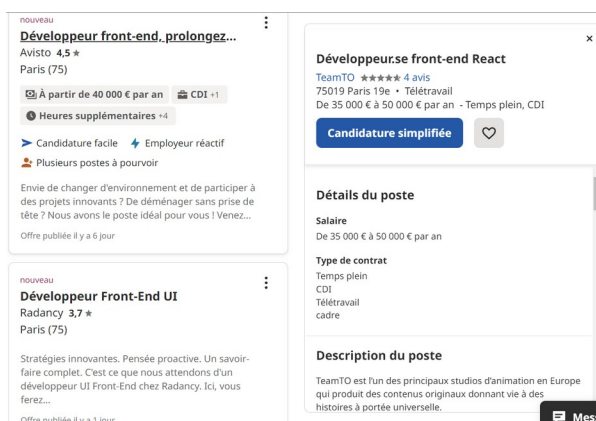 nouveau
Développeur front-end, prolongez...
Avisto 4,5 ★
Paris (75)
À partir de 40 000 € par an
CDI +1
Heures supplémentaires +4
Candidature facile
Employeur réactif
Plusieurs postes à pourvoir
Envie de changer d'environnement et de participer à
des projets innovants ? De déménager sans prise de
tête ? Nous avons le poste idéal pour vous ! Venez...
Offre publiée il y a 6 jour
nouveau
Développeur Front-End UI
Radancy 3,7 ★
Paris (75)
Stratégies innovantes. Pensée proactive. Un savoir-
faire complet. C'est ce que nous attendons d'un
développeur UI Front-End chez Radancy. Ici, vous
ferez...
Offre publiée il y a 1 jour
Développeur.se front-end React
TeamTO ★★★★★ 4 avis
75019 Paris 19e • Télétravail
De 35 000 € à 50 000 € par an - Temps plein, CDI
Candidature simplifiée
Détails du poste
Salaire
De 35 000 € à 50 000 € par an
Type de contrat
Temps plein
CDI
Télétravail
cadre
Description du poste
TeamTO est l'un des principaux studios d'animation en Europe
qui produit des contenus originaux donnant vie à des
histoires à portée universelle.
Mess